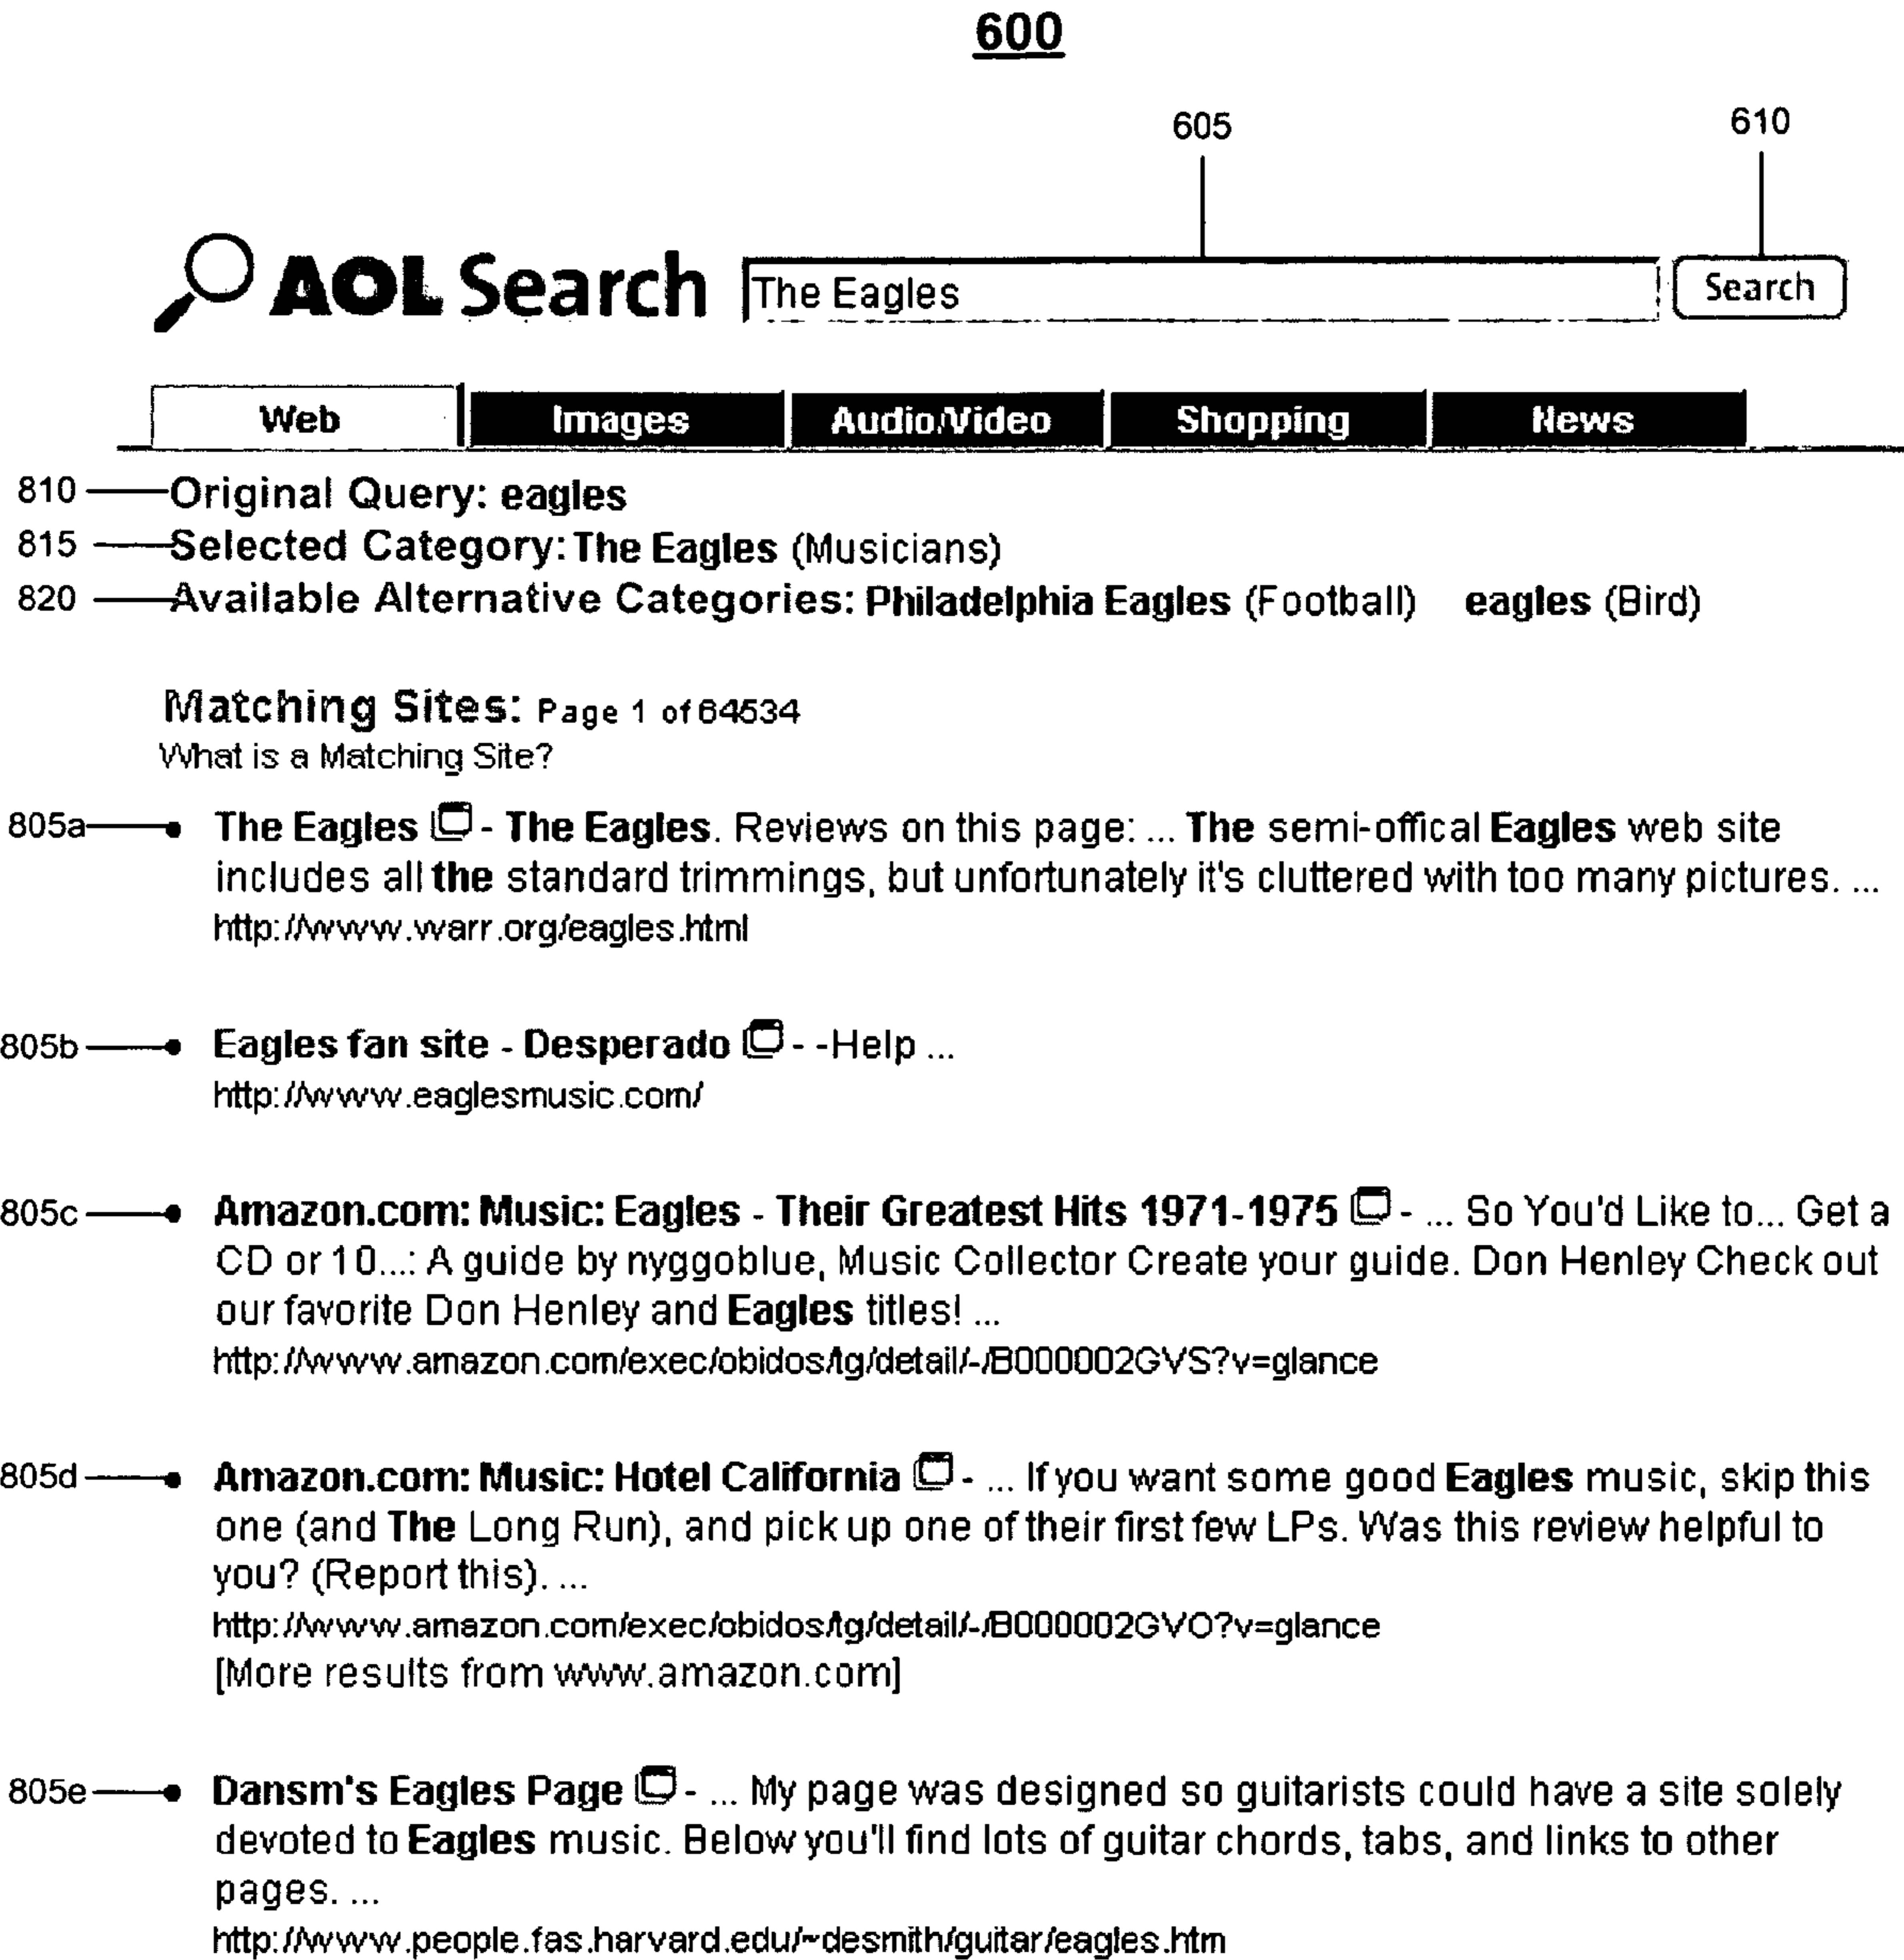 600
605 610
AOL Search The Eagles Search
Web Images Audio/Video Shopping News
810 Original Query: eagles
815 Selected Category: The Eagles (Musicians)
820 Available Alternative Categories: Philadelphia Eagles (Football) eagles (Bird)
Matching Sites: Page 1 of 64534
What is a Matching Site?
805a • The Eagles - The Eagles. Reviews on this page: ... The semi-offical Eagles web site
includes all the standard trimmings, but unfortunately it's cluttered with too many pictures. ...
http://www.warr.org/eagles.html
805b • Eagles fan site - Desperado - -Help ...
http://www.eaglesmusic.com/
805c • Amazon.com: Music: Eagles - Their Greatest Hits 1971-1975 - ... So You'd Like to... Get a
CD or 10...: A guide by nyggoblue, Music Collector Create your guide. Don Henley Check out
our favorite Don Henley and Eagles titles! ...
http://www.amazon.com/exec/obidos/tg/detail/-/B000002GVS?v=glance
805d • Amazon.com: Music: Hotel California - ... If you want some good Eagles music, skip this
one (and The Long Run), and pick up one of their first few LPs. Was this review helpful to
you? (Report this). ...
http://www.amazon.com/exec/obidos/tg/detail/-/B000002GVO?v=glance
[More results from www.amazon.com]
805e • Dansm's Eagles Page - ... My page was designed so guitarists could have a site solely
devoted to Eagles music. Below you'll find lots of guitar chords, tabs, and links to other
pages. ...
http://www.people.fas.harvard.edu/~desmith/guitar/eagles.htm